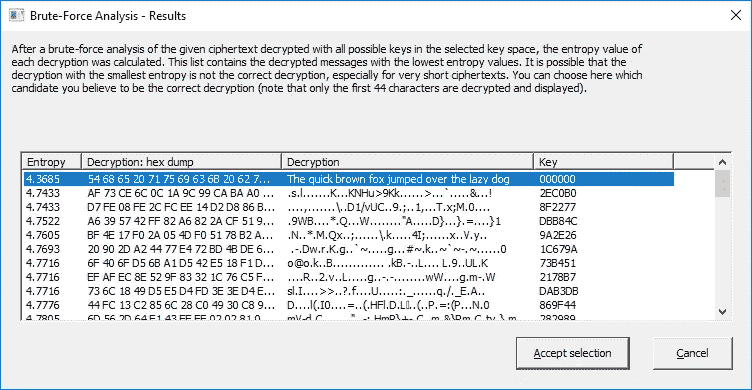 Brute-Force Analysis - Results
After a brute-force analysis of the given ciphertext decrypted with all possible keys in the selected key space, the entropy value of
each decryption was calculated. This list contains the decrypted messages with the lowest entropy values. It is possible that the
decryption with the smallest entropy is not the correct decryption, especially for very short ciphertexts. You can choose here which
candidate you believe to be the correct decryption (note that only the first 44 characters are decrypted and displayed).
Entropy Decryption: hex dump Decryption Key
4.3685 54 68 65 20 71 75 69 63 6B 20 62 7... The quick brown fox jumped over the lazy dog 000000
4.7433 AF 73 CE 6C 0C 1A 9C 99 CA BA A0 ... .s.l.......K...KNHu>9Kk......>...`.....&...! 2EC0B0
4.7433 D7 FE 08 FE 2C FC EE 14 D2 D8 86 B... ....,.......\..D1/vUC..9.;..1,...T.x;M.0.... 8F2277
4.7522 A6 39 57 42 FF 82 A6 82 2A CF 51 9... .9WB....*.Q...W........"A....D}...}.=....}1 DBB84C
4.7605 BF 4E 17 F0 2A 05 4D F0 51 78 B2 A... .N..*.M.Qx..;......\.k.....4I;......x..V.y.. 9A2E26
4.7693 20 90 2D A2 44 77 E4 72 BD 4B DE 6... .-.Dw.r.K.g..`~.....g...#~.k..~`~.-.~.....0 1C679A
4.7716 6F 40 6F D5 6B A1 D5 42 E5 18 F1 D... o@o.k..B............ .kB.-..L.... L.9..UL.K 73B451
4.7716 EF AF EC 8E 52 9F 83 32 1C 76 C5 F... ....R..2.v..L.....g..-.-........wW....g.m-.W 2178B7
4.7716 73 6C 18 49 D5 E5 D4 FD 3E 3E D4 E... sl.I....>>..?.f....U.....:._......q./._E.A.. DAB3DB
4.7776 44 FC 13 C2 85 6C 28 C0 49 30 C8 9... D....l(.I0....=..(.HFl.D.L..(..P.=:(P...N.0 869F44